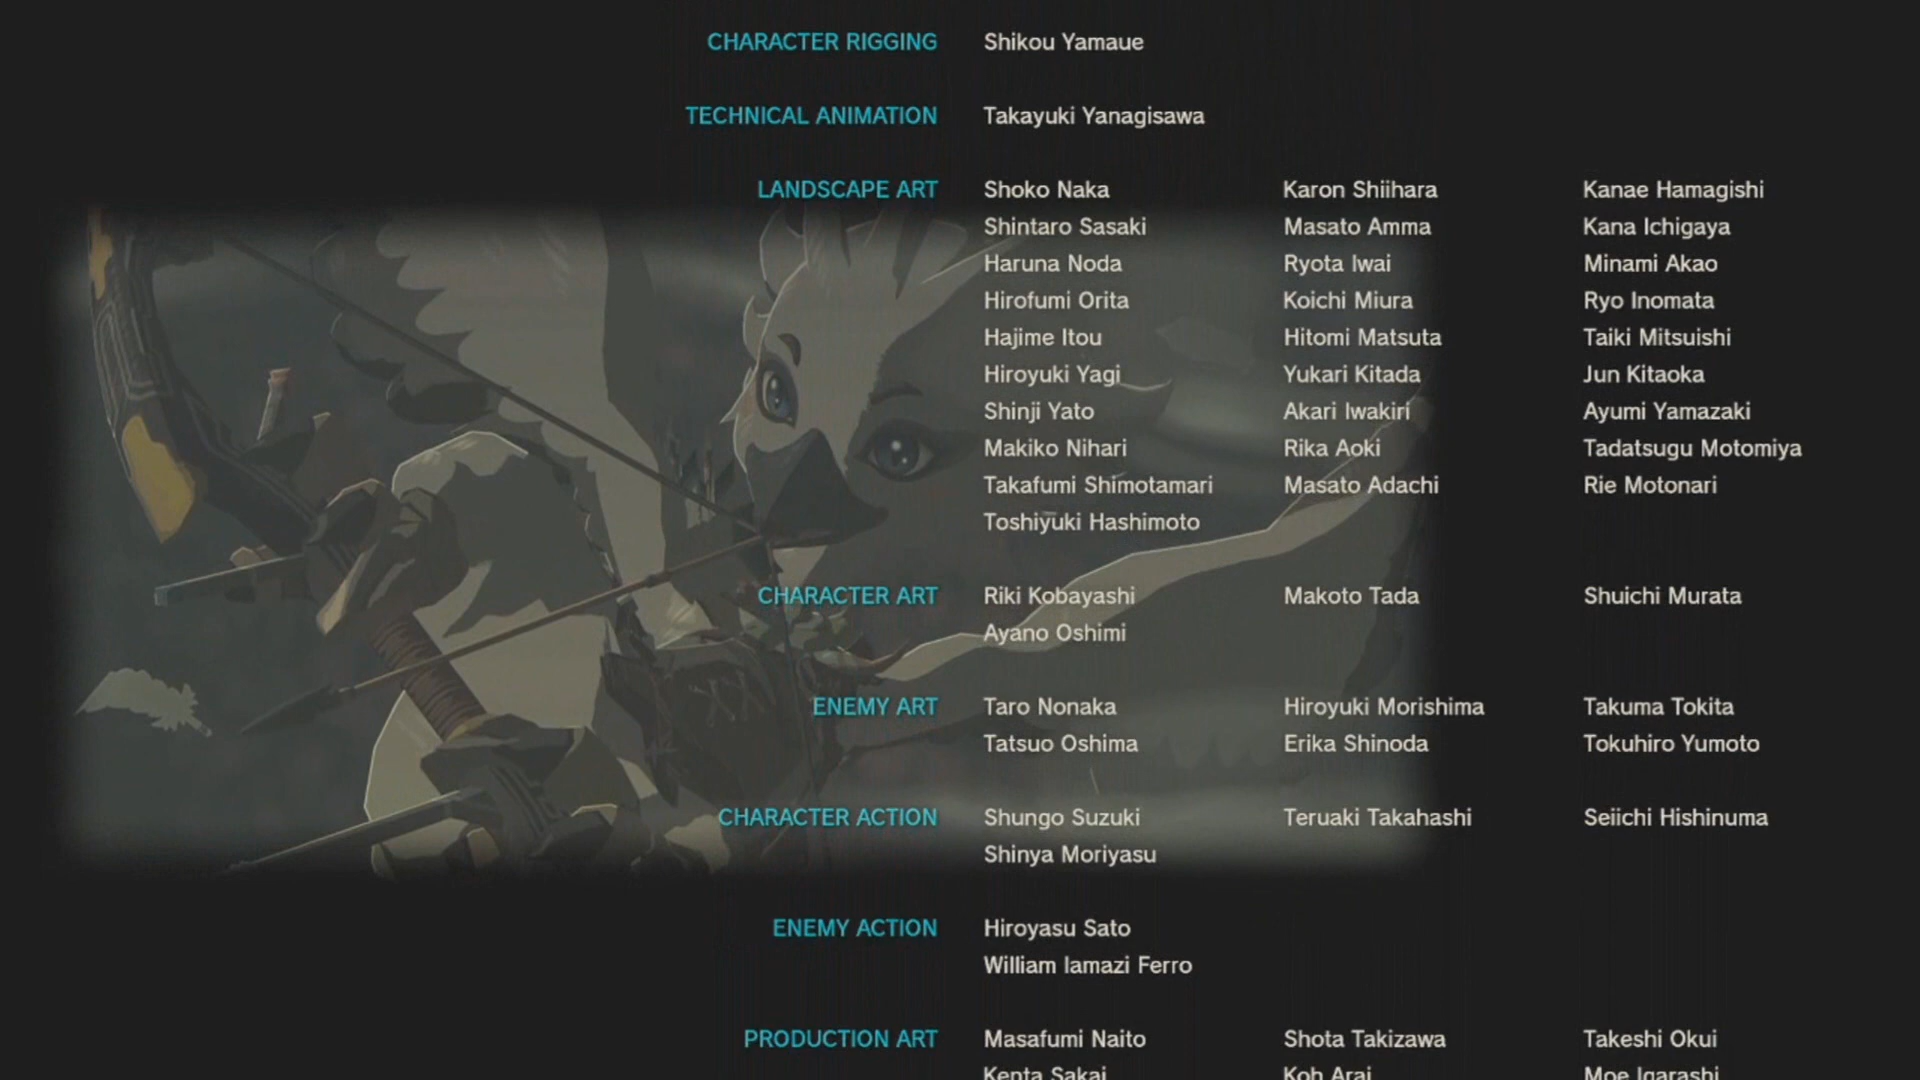 CHARACTER RIGGING Shikou Yamaue
TECHNICAL ANIMATION Takayuki Yanagisawa
LANDSCAPE ART Shoko Naka Karon Shiihara Kanae Hamagishi
Shintaro Sasaki Masato Amma Kana Ichigaya
Haruna Noda Ryota Iwai Minami Akao
Hirofumi Orita Koichi Miura Ryo Inomata
Hajime Itou Hitomi Matsuta Taiki Mitsuishi
Hiroyuki Yagi Yukari Kitada Jun Kitaoka
Shinji Yato Akari Iwakiri Ayumi Yamazaki
Makiko Nihari Rika Aoki Tadatsugu Motomiya
Takafumi Shimotamari Masato Adachi Rie Motonari
Toshiyuki Hashimoto
CHARACTER ART Riki Kobayashi Makoto Tada Shuichi Murata
Ayano Oshimi
ENEMY ART Taro Nonaka Hiroyuki Morishima Takuma Tokita
Tatsuo Oshima Erika Shinoda Tokuhiro Yumoto
CHARACTER ACTION Shungo Suzuki Teruaki Takahashi Seiichi Hishinuma
Shinya Moriyasu
ENEMY ACTION Hiroyasu Sato
William Iamazi Ferro
PRODUCTION ART Masafumi Naito Shota Takizawa Takeshi Okui
Kenta Sakai Koh Arai Moe Igarashi